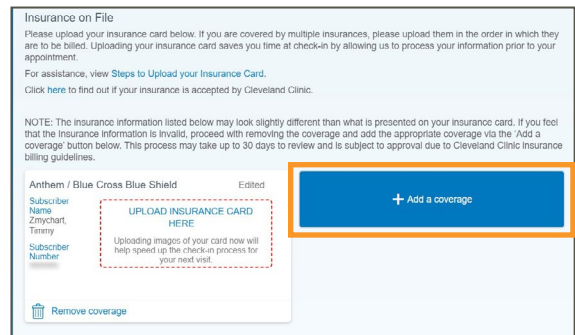 Insurance on File
Please upload your insurance card below. If you are covered by multiple insurances, please upload them in the order in which they
are to be billed. Uploading your insurance card saves you time at check-in by allowing us to process your information prior to your
appointment.
For assistance, view Steps to Upload your Insurance Card.
Click here to find out if your insurance is accepted by Cleveland Clinic.
NOTE: The insurance information listed below may look slightly different than what is presented on your insurance card. If you feel
that the Insurance Information is Invalid, proceed with removing the coverage and add the appropriate coverage via the 'Add a
coverage' button below. This process may take up to 30 days to review and is subject to approval due to Cleveland Clinic Insurance
billing guidelines.
Anthem / Blue Cross Blue Shield Edited
Subscriber
Name
Zmychart,
Timmy
Subscriber
Number
UPLOAD INSURANCE CARD
HERE
Uploading images of your card now will
help speed up the check-in process for
your next visit.
Remove coverage
+ Add a coverage